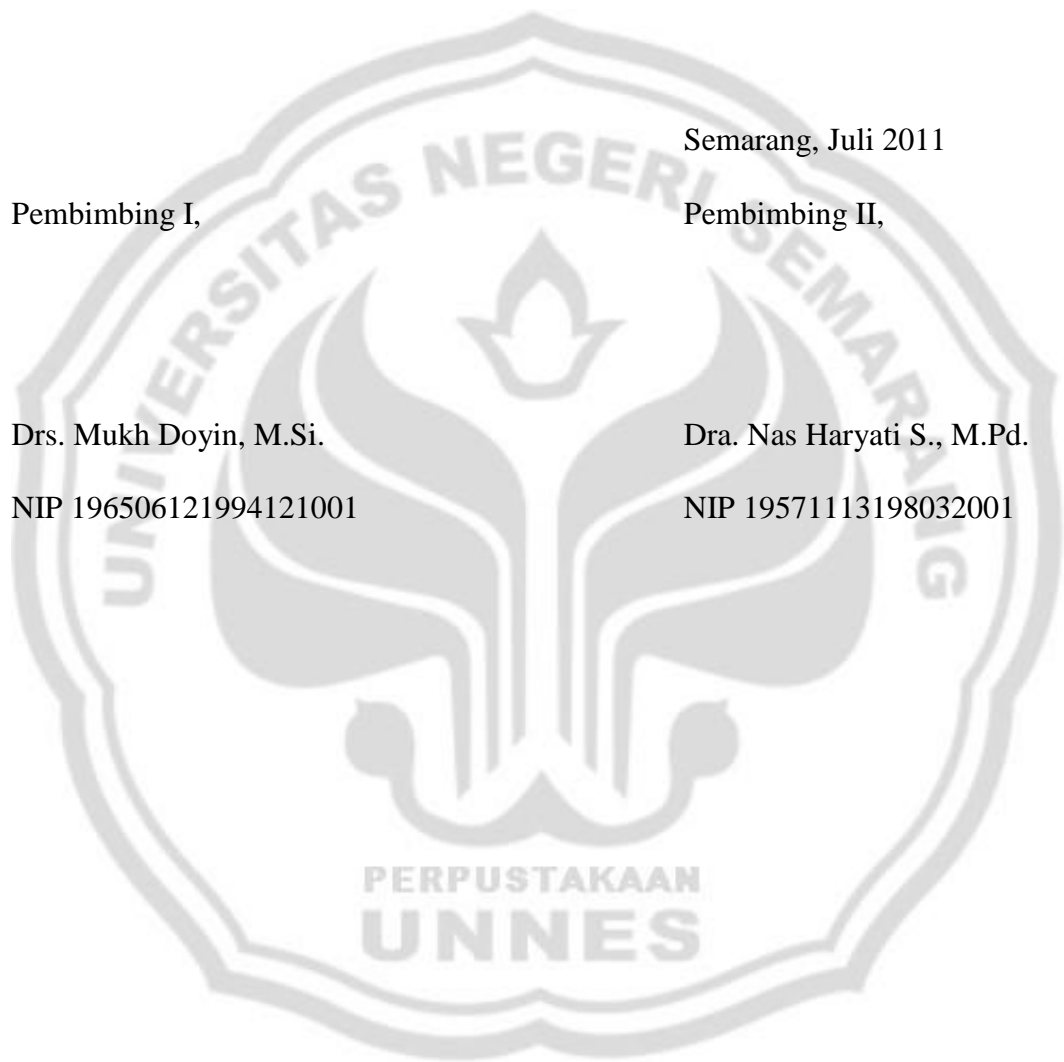 Semarang, Juli 2011
Pembimbing I, Pembimbing II,
Drs. Mukh Doyin, M.Si. Dra. Nas Haryati S., M.Pd.
NIP 196506121994121001 NIP 19571113198032001
UNIVERSITAS NEGERI SEMARANG
PERPUSTAKAAN
UNNES